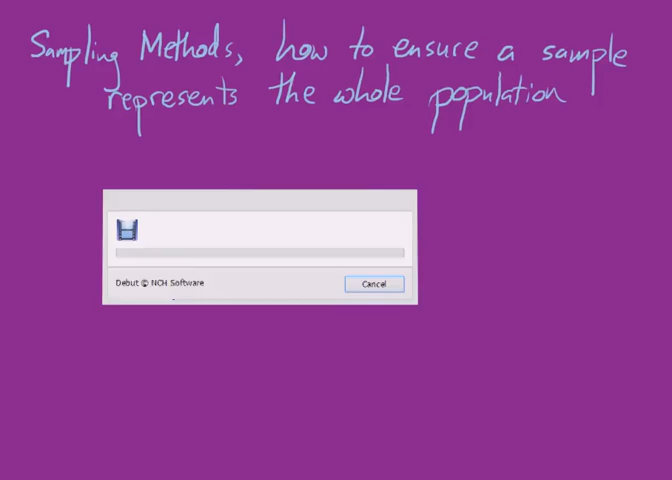 Sampling Methods, how to ensure a sample
represents the whole population
Debut © NCH Software
Cancel